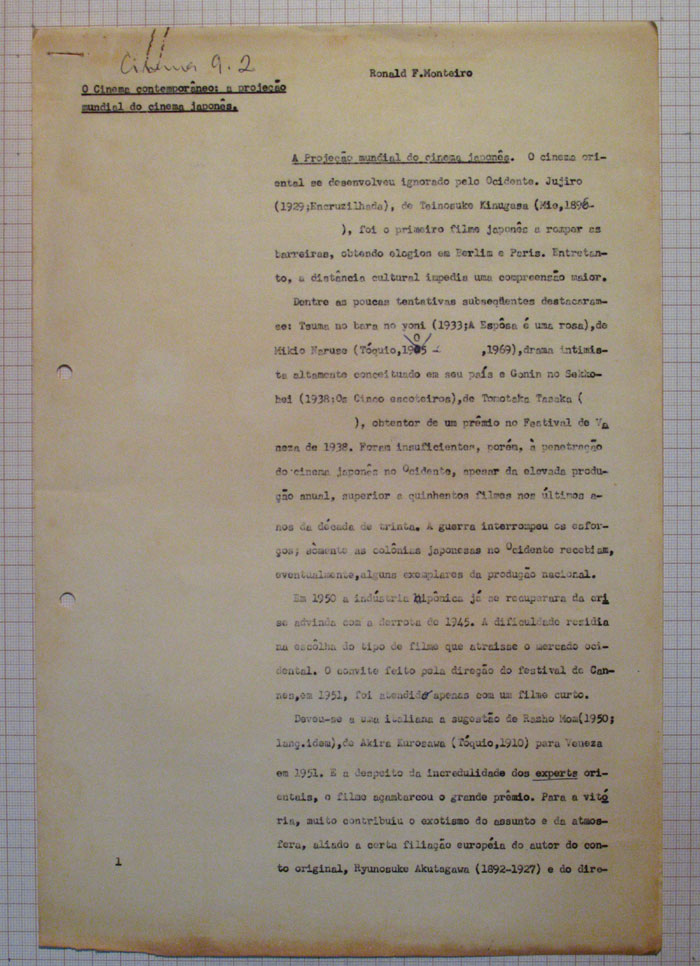 Cinema 9.2
Ronald F.Monteiro
O Cinema contemporâneo: a projeção
mundial do cinema japonês.
A Projeção mundial do cinema japonês. O cinema ori-
ental se desenvolveu ignorado pelo Ocidente. Jujiro
(1929;Encruzilhada), de Teinosuke Kinugasa (Mie,1896-
), foi o primeiro filme japonês a romper as
barreiras, obtendo elogios em Berlim e Paris. Entretan-
to, a distância cultural impedia uma compreensão maior.
Dentre as poucas tentativas subseqüentes destacaram-
se: Tsuma no bara no yoni (1933;A Espôsa é uma rosa),de
Mikio Naruse (Tóquio,1905 - ,1969),drama intimis-
ta altamente conceituado em seu país e Gonin no Sekko-
hei (1938;Os Cinco escoteiros),de Tomotaka Tasaka (
), obtentor de um prêmio no Festival de Ve
neza de 1938. Foram insuficientes, porém, à penetração
do cinema japonês no Ocidente, apesar da elevada produ-
ção anual, superior a quinhentos filmes nos últimos a-
nos da década de trinta. A guerra interrompeu os esfor-
ços; sòmente as colônias japonesas no Ocidente recebiam,
eventualmente,alguns exemplares da produção nacional.
Em 1950 a indústria hipônica já se recuperara da cri
se advinda com a derrota de 1945. A dificuldade residia
na escôlha do tipo de filme que atraisse o mercado oci-
dental. O convite feito pela direção do festival de Can-
nes,em 1951, foi atendido apenas com um filme curto.
Deveu-se a uma italiana a sugestão de Rasho Mom(1950;
lanç.idem),de Akira Kurosawa (Tóquio,1910) para Veneza
em 1951. E a despeito da incredulidade dos experts ori-
entais, o filme açambarcou o grande prêmio. Para a vitó
ria, muito contribuiu o exotismo do assunto e da atmos-
fera, aliado a certa filiação européia do autor do con-
to original, Ryunosuke Akutagawa (1892-1927) e do dire-
1